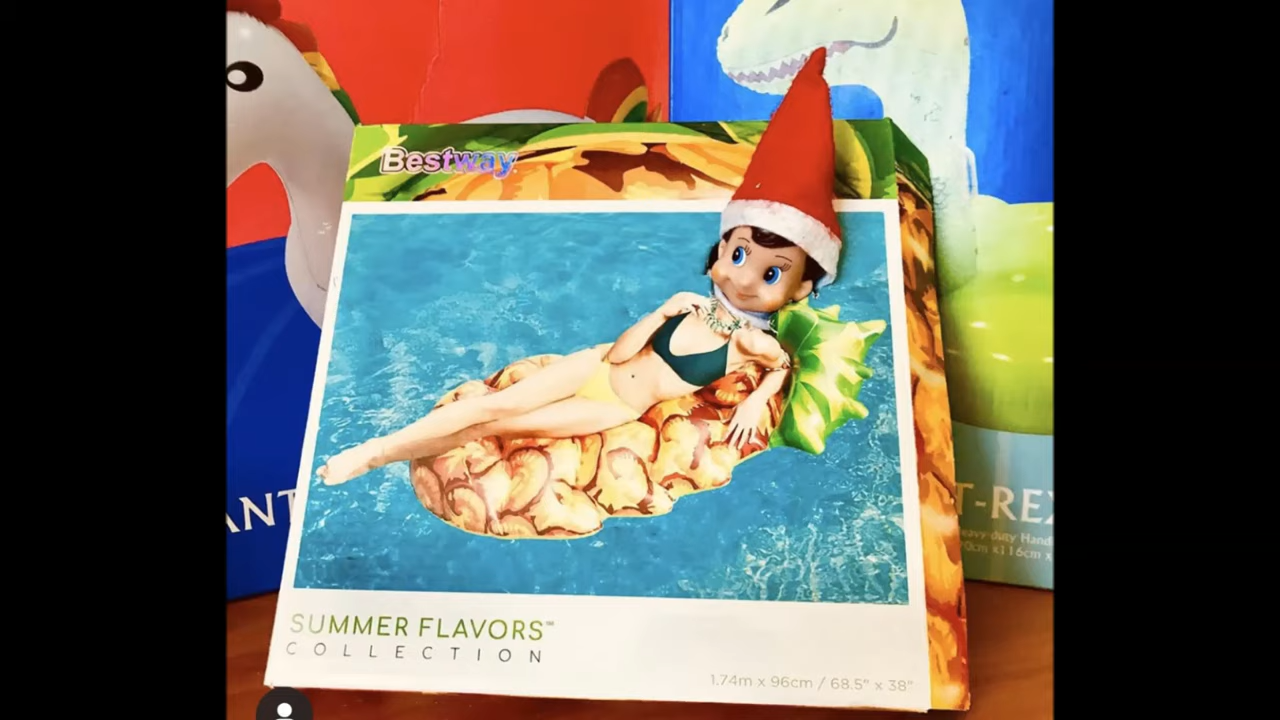 Bestway
ANT
T-REX
SUMMER FLAVORS™
COLLECTION
1.74m x 96cm / 68.5" x 38"